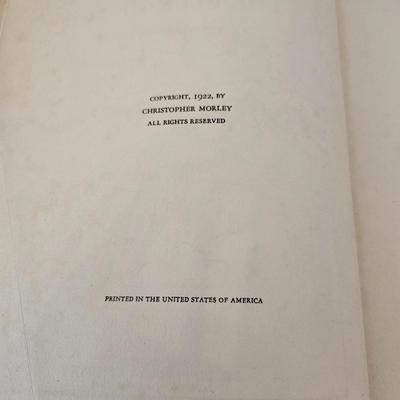 COPYRIGHT, 1922, BY
CHRISTOPHER MORLEY
ALL RIGHTS RESERVED
PRINTED IN THE UNITED STATES OF AMERICA